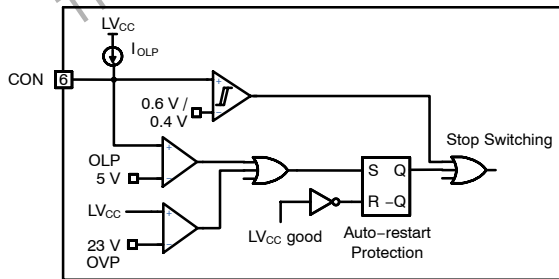 LVCC
IOLP
CON 6
+
−
0.6 V /
0.4 V
Stop Switching
OLP
5 V
+
−
S Q
R −Q
LVCC
23 V
OVP
+
−
LVCC good
Auto−restart
Protection